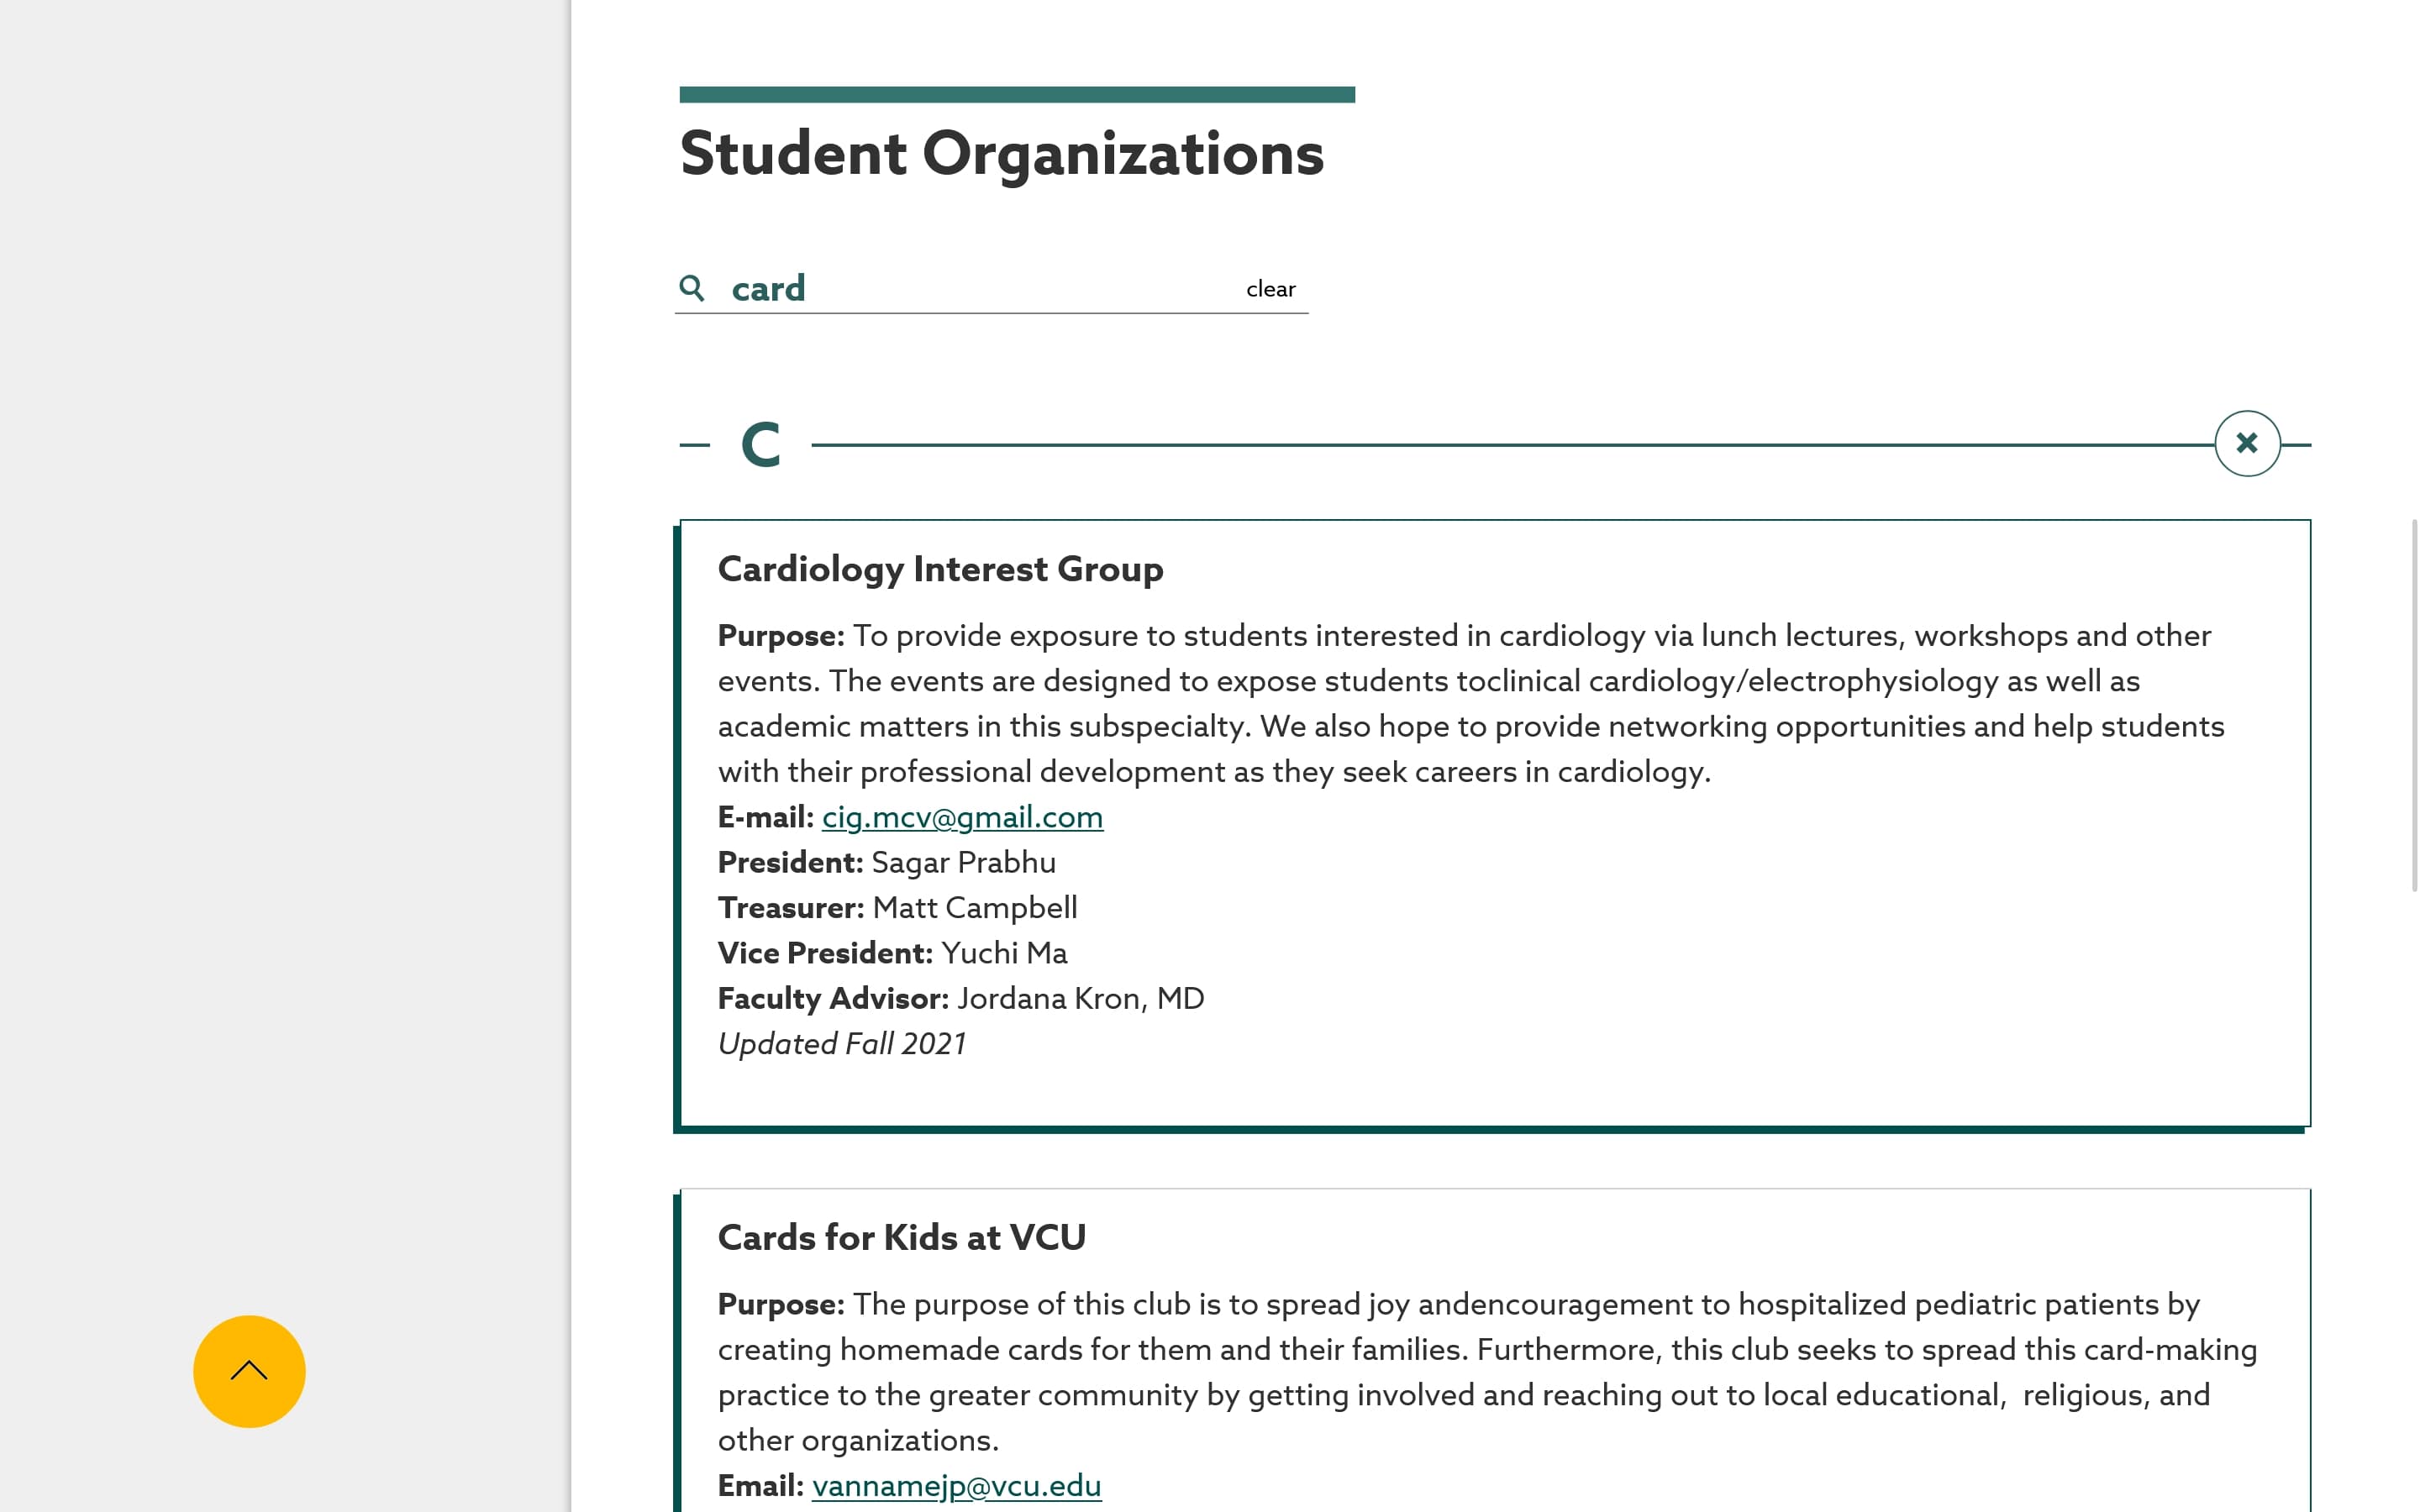 Student Organizations
card
clear
C
Cardiology Interest Group
Purpose: To provide exposure to students interested in cardiology via lunch lectures, workshops and other
events. The events are designed to expose students toclinical cardiology/electrophysiology as well as
academic matters in this subspecialty. We also hope to provide networking opportunities and help students
with their professional development as they seek careers in cardiology.
E-mail: cig.mcv@gmail.com
President: Sagar Prabhu
Treasurer: Matt Campbell
Vice President: Yuchi Ma
Faculty Advisor: Jordana Kron, MD
Updated Fall 2021
Cards for Kids at VCU
Purpose: The purpose of this club is to spread joy andencouragement to hospitalized pediatric patients by
creating homemade cards for them and their families. Furthermore, this club seeks to spread this card-making
practice to the greater community by getting involved and reaching out to local educational,  religious, and
other organizations.
Email: vannamejp@vcu.edu